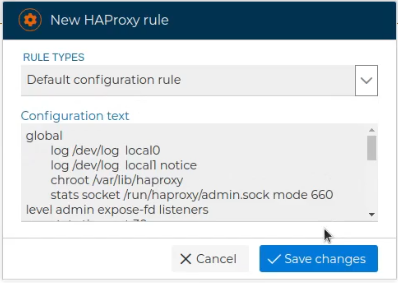 New HAProxy rule
RULE TYPES
Default configuration rule
Configuration text
global
log /dev/log local0
log /dev/log local1 notice
chroot /var/lib/haproxy
stats socket /run/haproxy/admin.sock mode 660
level admin expose-fd listeners
Cancel
Save changes